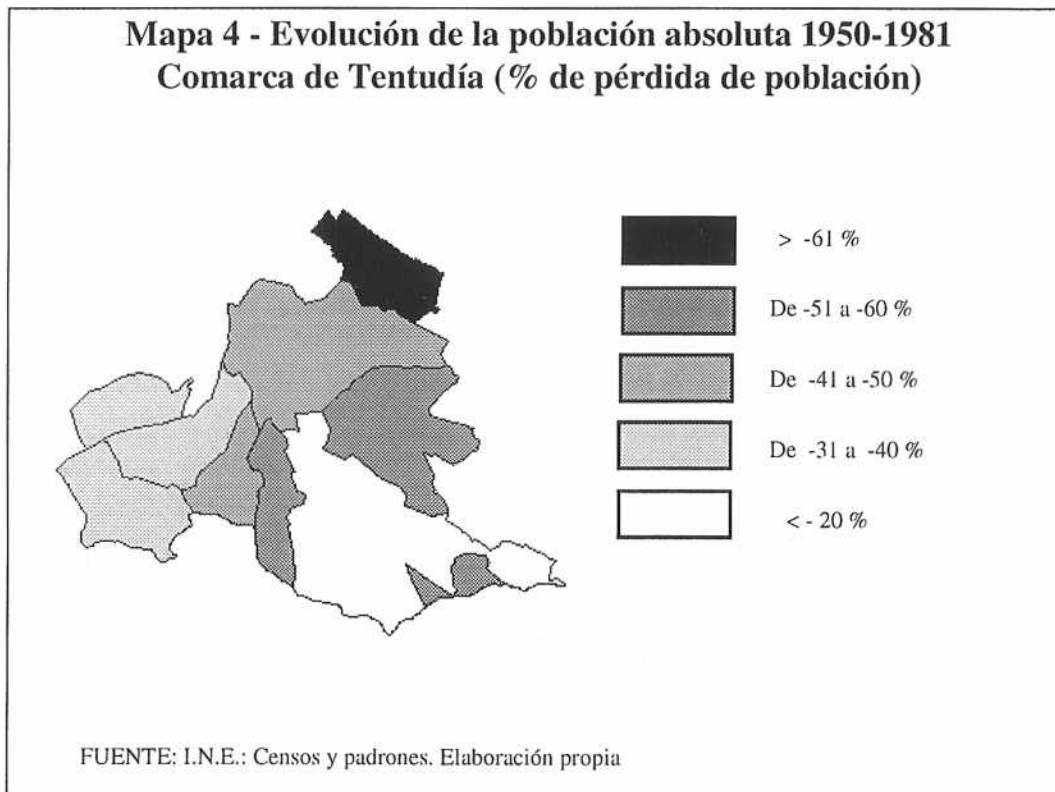 Mapa 4 - Evolución de la población absoluta 1950-1981
Comarca de Tentudía (% de pérdida de población)
> -61 %
De -51 a -60 %
De -41 a -50 %
De -31 a -40 %
< - 20 %
FUENTE: I.N.E.: Censos y padrones. Elaboración propia